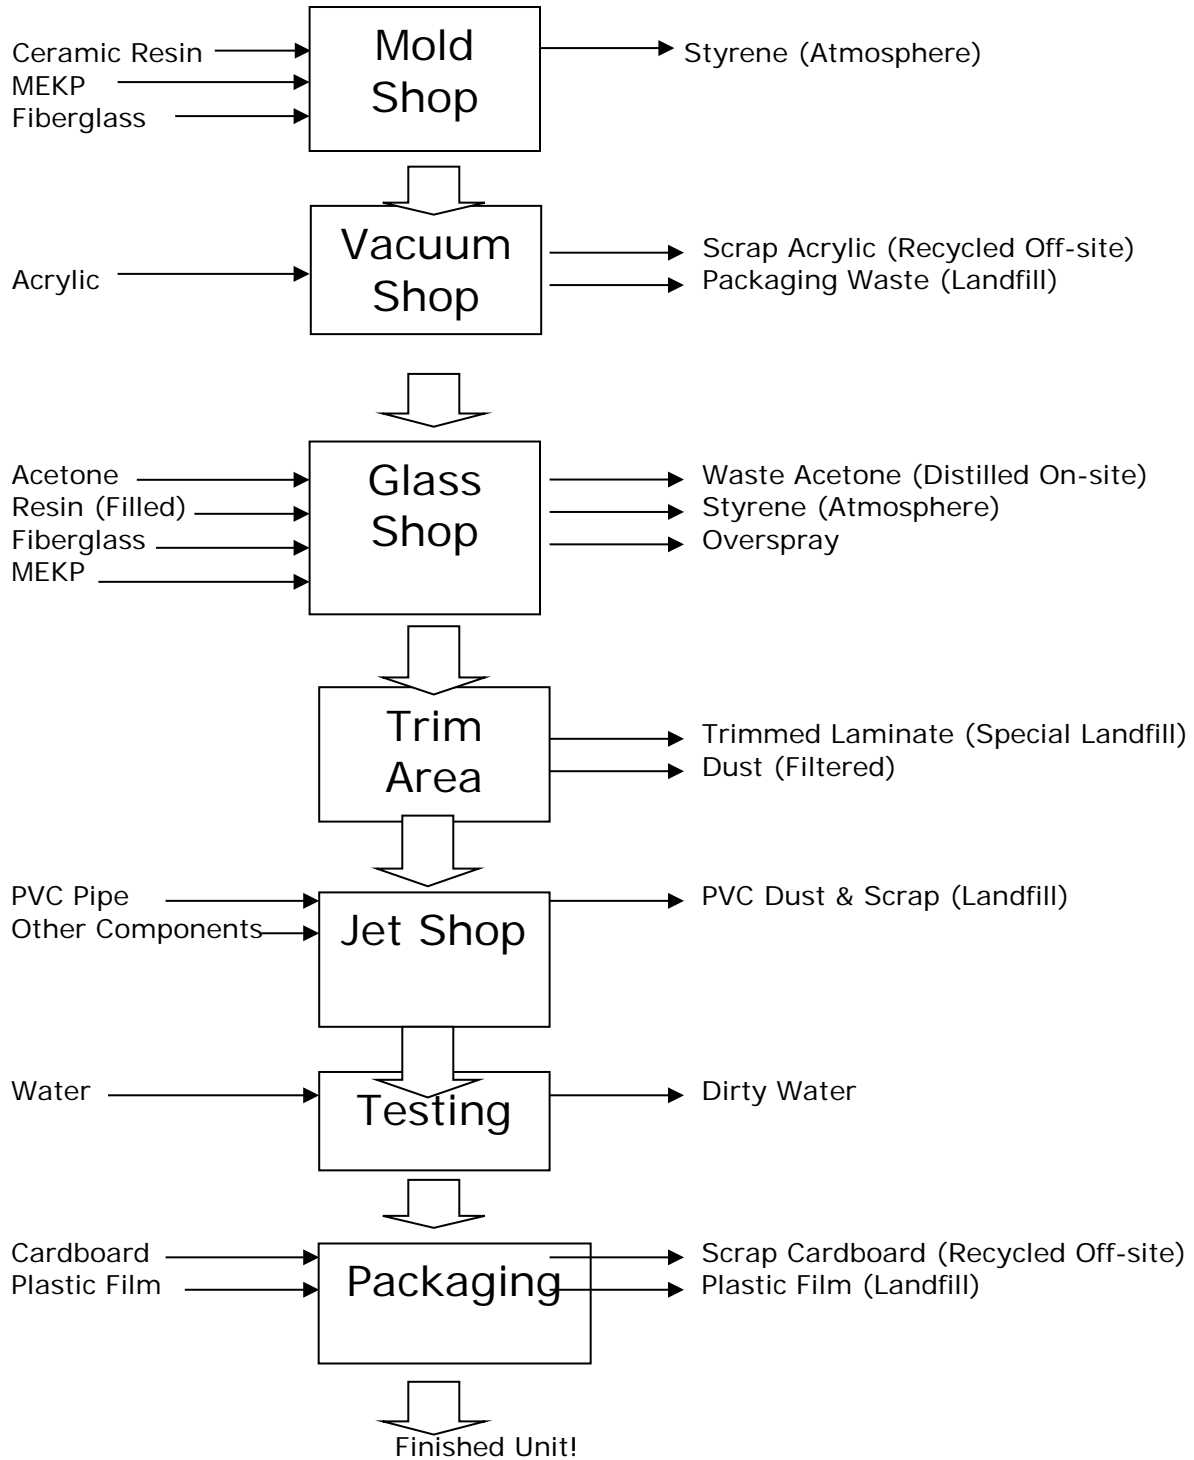 Ceramic Resin
MEKP
Fiberglass
Mold
Shop
Styrene (Atmosphere)
Acrylic
Vacuum
Shop
Scrap Acrylic (Recycled Off-site)
Packaging Waste (Landfill)
Acetone
Resin (Filled)
Fiberglass
MEKP
Glass
Shop
Waste Acetone (Distilled On-site)
Styrene (Atmosphere)
Overspray
Trim
Area
Trimmed Laminate (Special Landfill)
Dust (Filtered)
PVC Pipe
Other Components
Jet Shop
PVC Dust & Scrap (Landfill)
Water
Testing
Dirty Water
Cardboard
Plastic Film
Packaging
Scrap Cardboard (Recycled Off-site)
Plastic Film (Landfill)
Finished Unit!